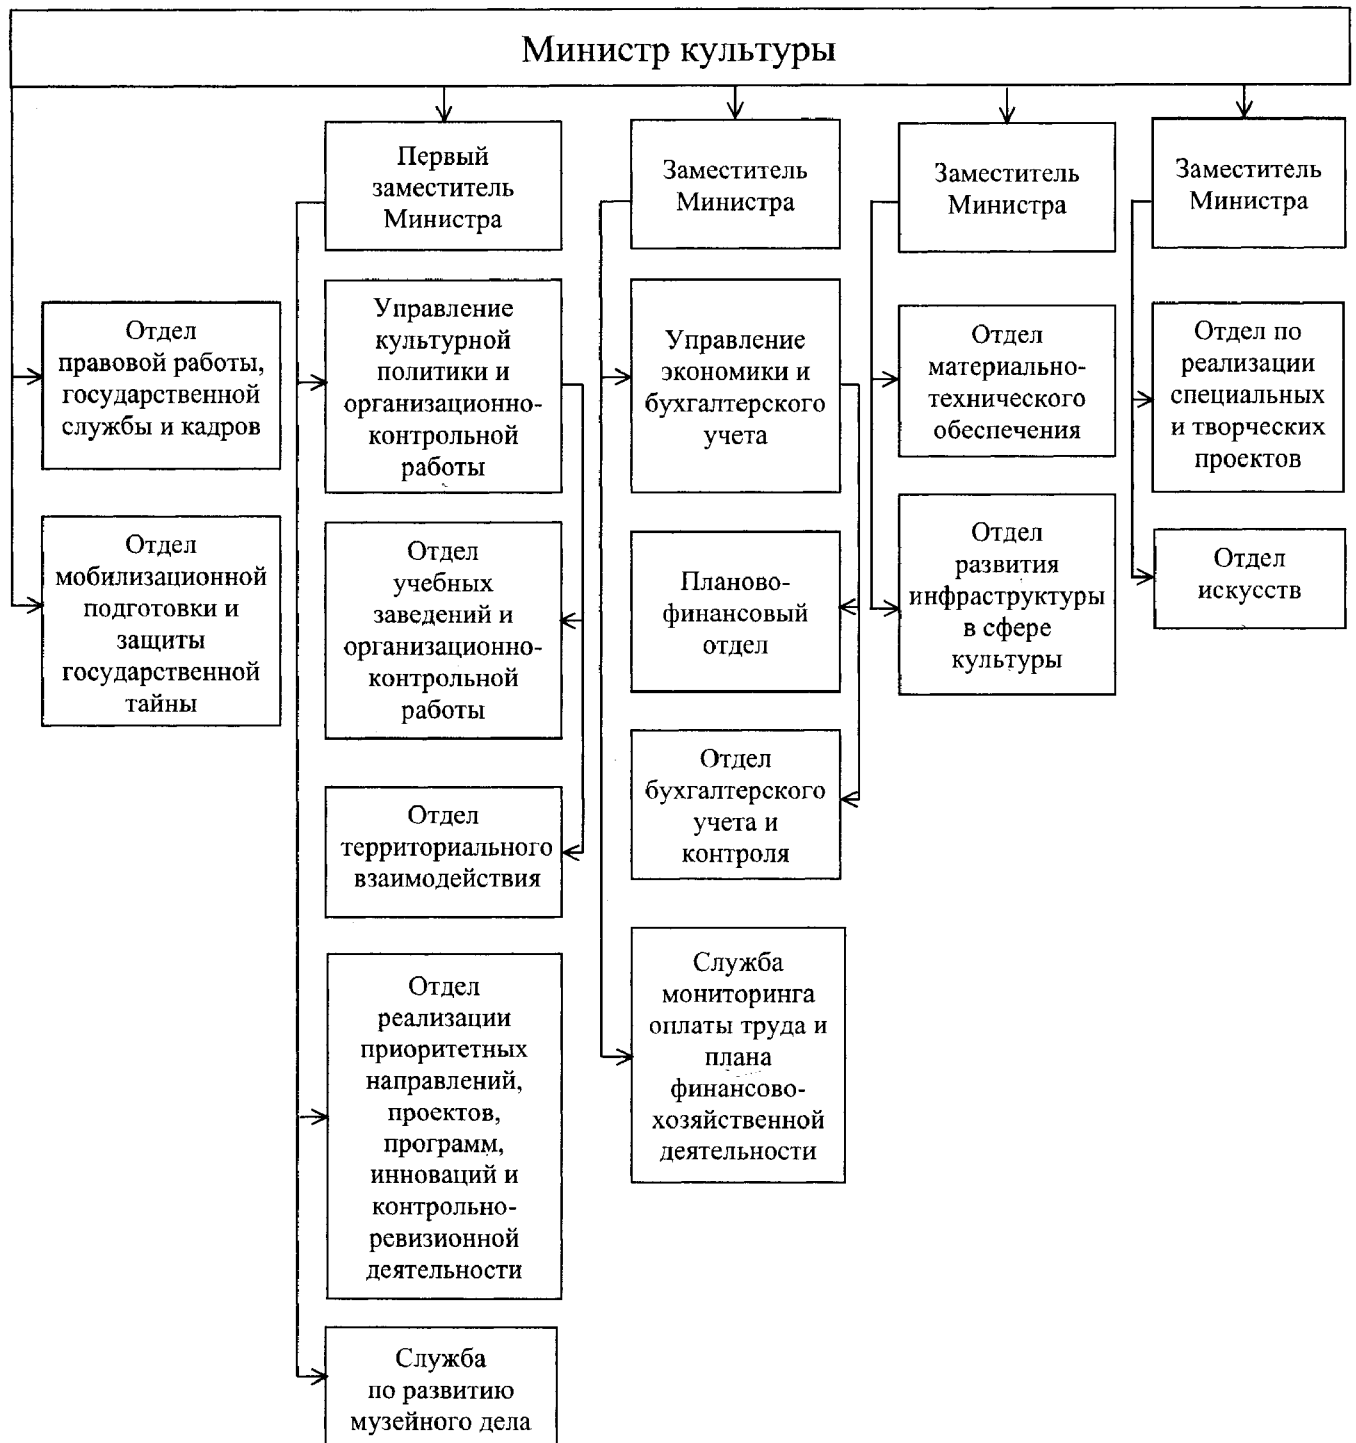 Министр культуры
Первый
заместитель
Министра
Заместитель
Министра
Заместитель
Министра
Заместитель
Министра
Отдел
правовой работы,
государственной
службы и кадров
Отдел
мобилизационной
подготовки и
защиты
государственной
тайны
Управление
культурной
политики и
организационно-
контрольной
работы
Отдел
учебных
заведений и
организационно-
контрольной
работы
Отдел
территориального
взаимодействия
Отдел
реализации
приоритетных
направлений,
проектов,
программ,
инноваций и
контрольно-
ревизионной
деятельности
Служба
по развитию
музейного дела
Управление
экономики и
бухгалтерского
учета
Планово-
финансовый
отдел
Отдел
бухгалтерского
учета и
контроля
Служба
мониторинга
оплаты труда и
плана
финансово-
хозяйственной
деятельности
Отдел
материально-
технического
обеспечения
Отдел
развития
инфраструктуры
в сфере
культуры
Отдел по
реализации
специальных
и творческих
проектов
Отдел
искусств